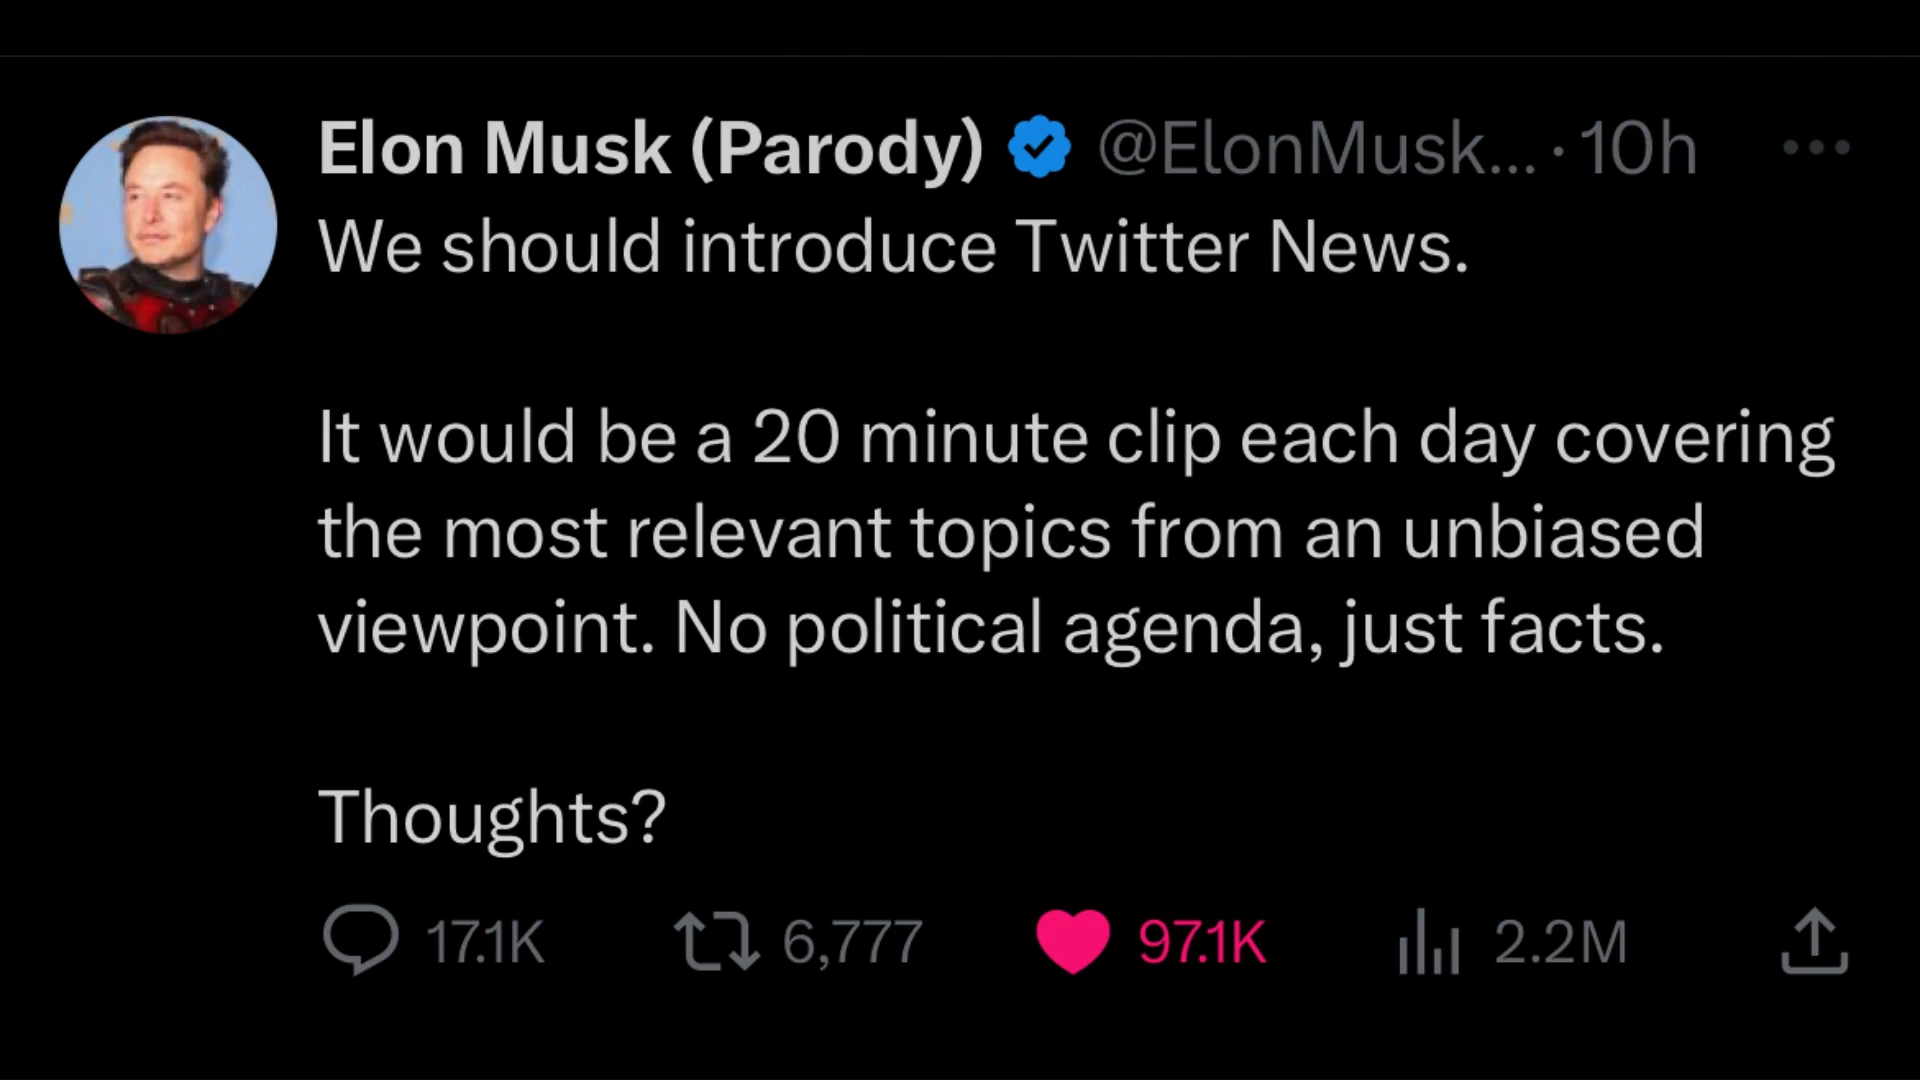 Elon Musk (Parody) @ElonMusk... · 10h
We should introduce Twitter News.
It would be a 20 minute clip each day covering
the most relevant topics from an unbiased
viewpoint. No political agenda, just facts.
Thoughts?
17.1K 6,777 97.1K 2.2M